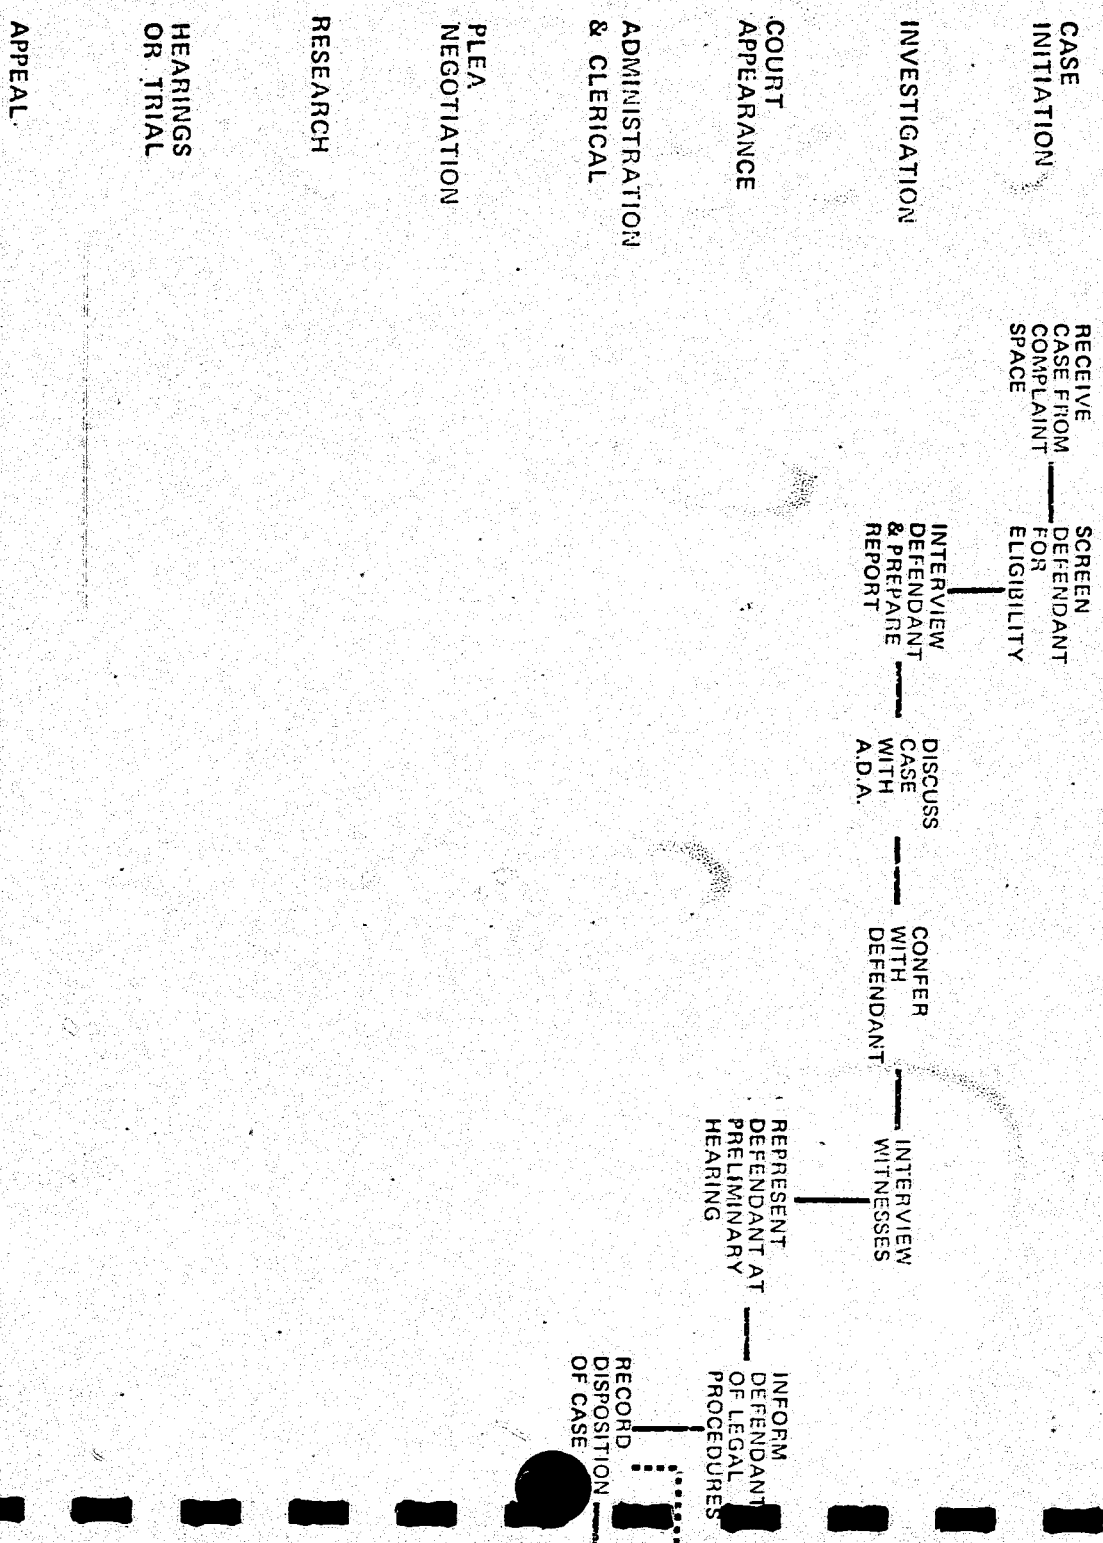 CASE
INITIATION
INVESTIGATION
COURT
APPEARANCE
ADMINISTRATION
& CLERICAL
PLEA
NEGOTIATION
RESEARCH
HEARINGS
OR TRIAL
APPEAL
RECEIVE
CASE FROM
COMPLAINT
SPACE
SCREEN
DEFENDANT
FOR
ELIGIBILITY
INTERVIEW
DEFENDANT
& PREPARE
REPORT
DISCUSS
CASE
WITH
A.D.A.
CONFER
WITH
DEFENDANT
INTERVIEW
WITNESSES
REPRESENT
DEFENDANT AT
PRELIMINARY
HEARING
INFORM
DEFENDANT
OF LEGAL
PROCEDURES
RECORD
DISPOSITION
OF CASE